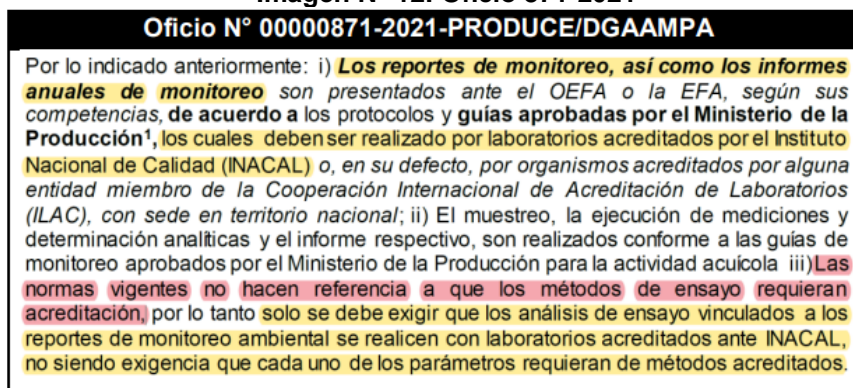 Imagen N° 12: Oficio 871-2021
Oficio N° 00000871-2021-PRODUCE/DGAAMPA
Por lo indicado anteriormente: i) Los reportes de monitoreo, así como los informes
anuales de monitoreo son presentados ante el OEFA o la EFA, según sus
competencias, de acuerdo a los protocolos y guías aprobadas por el Ministerio de la
Producción¹, los cuales deben ser realizado por laboratorios acreditados por el Instituto
Nacional de Calidad (INACAL) o, en su defecto, por organismos acreditados por alguna
entidad miembro de la Cooperación Internacional de Acreditación de Laboratorios
(ILAC), con sede en territorio nacional; ii) El muestreo, la ejecución de mediciones y
determinación analíticas y el informe respectivo, son realizados conforme a las guías de
monitoreo aprobados por el Ministerio de la Producción para la actividad acuícola iii)Las
normas vigentes no hacen referencia a que los métodos de ensayo requieran
acreditación, por lo tanto solo se debe exigir que los análisis de ensayo vinculados a los
reportes de monitoreo ambiental se realicen con laboratorios acreditados ante INACAL,
no siendo exigencia que cada uno de los parámetros requieran de métodos acreditados.